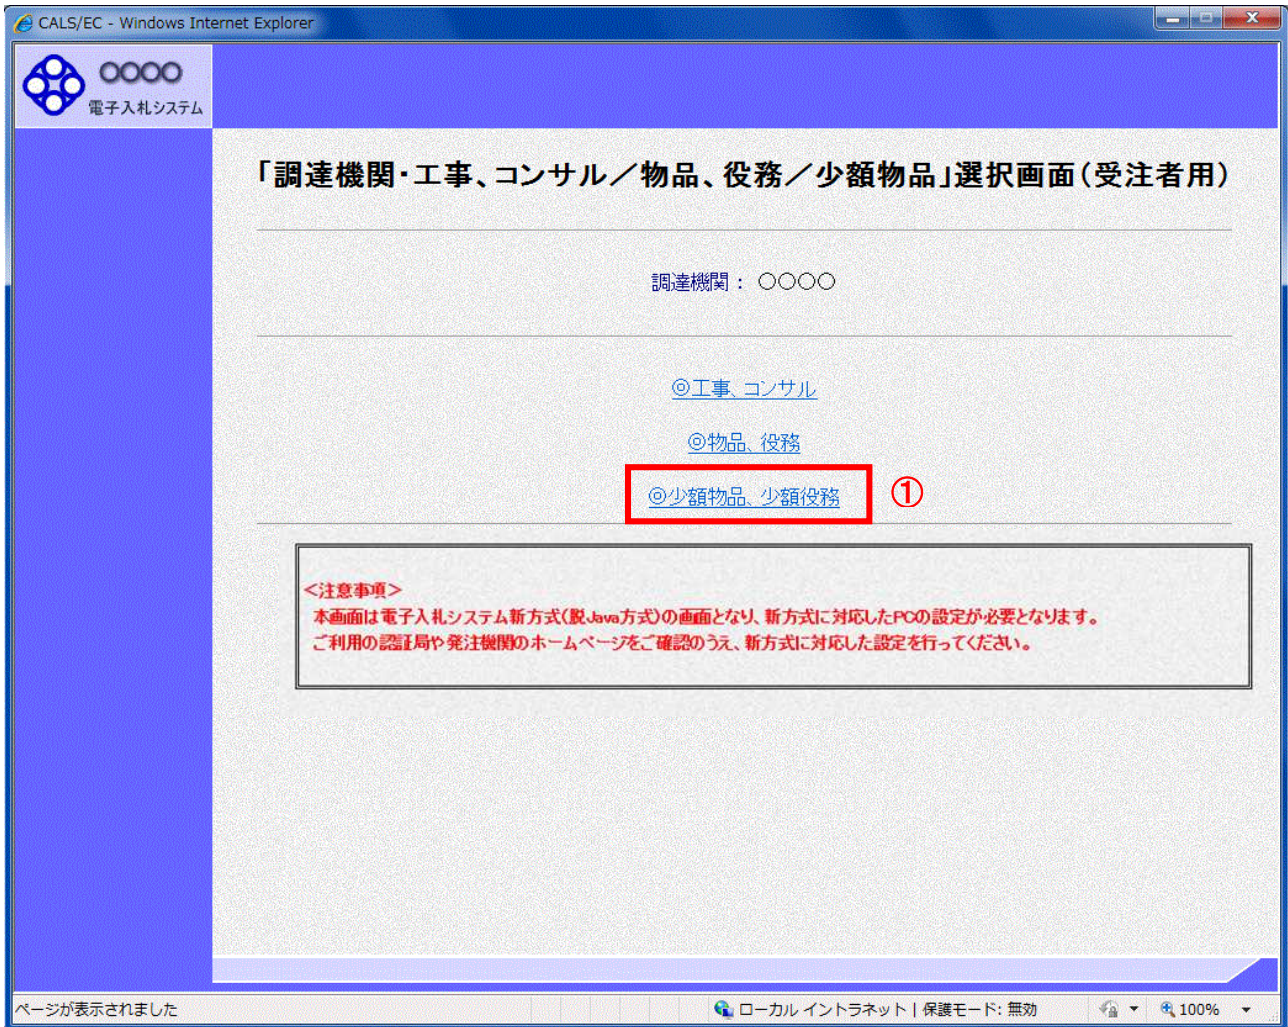 CALS/EC - Windows Internet Explorer
〇〇〇〇
電子入札システム
「調達機関・工事、コンサル／物品、役務／少額物品」選択画面(受注者用)
調達機関： 〇〇〇〇
◎工事、コンサル
◎物品、役務
◎少額物品、少額役務 ①
<注意事項>
本画面は電子入札システム新方式(脱Java方式)の画面となり、新方式に対応したPCの設定が必要となります。
ご利用の認証局や発注機関のホームページをご確認のうえ、新方式に対応した設定を行ってください。
ページが表示されました ローカル イントラネット | 保護モード: 無効 100%